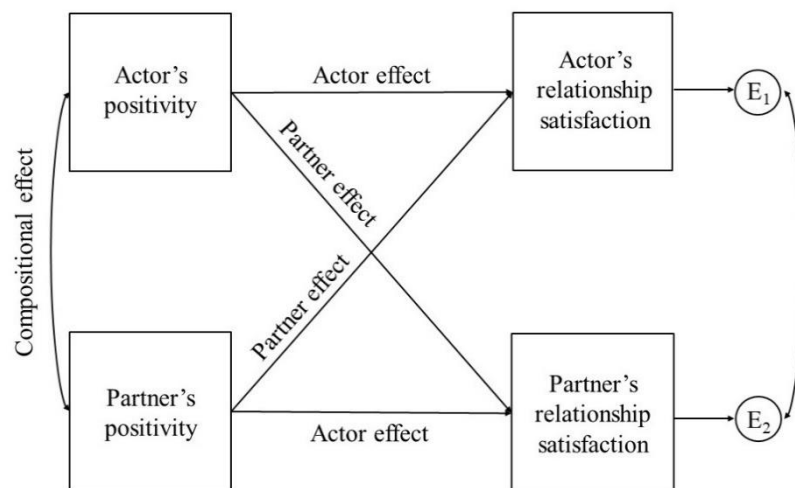 Actor’s
positivity
Actor effect
Actor’s
relationship
satisfaction
E₁
Partner effect
Compositional effect
Partner effect
Partner’s
positivity
Actor effect
Partner’s
relationship
satisfaction
E₂